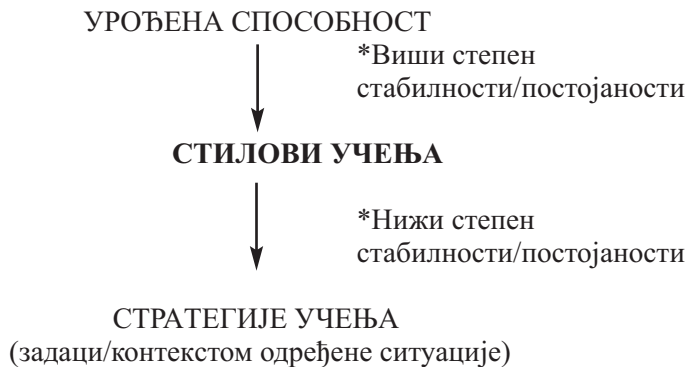 УРОЂЕНА СПОСОБНОСТ
*Виши степен
стабилности/постојаности
СТИЛОВИ УЧЕЊА
*Нижи степен
стабилности/постојаности
СТРАТЕГИЈЕ УЧЕЊА
(задаци/контекстом одређене ситуације)